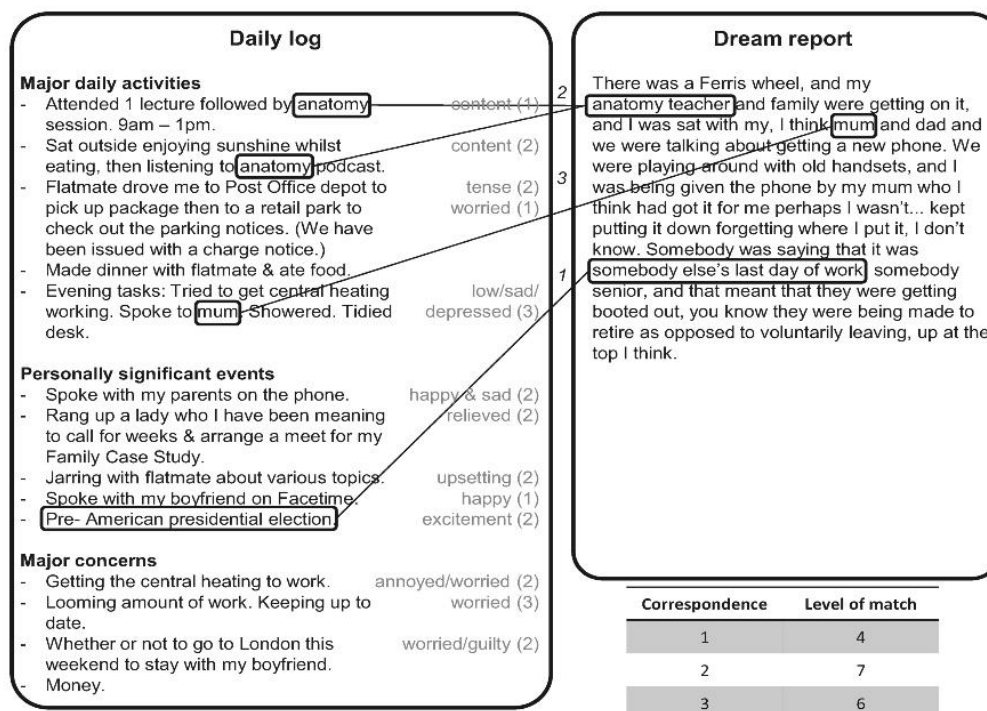 Daily log
Major daily activities
- Attended 1 lecture followed by anatomy content (1)
session. 9am – 1pm.
- Sat outside enjoying sunshine whilst content (2)
eating, then listening to anatomy podcast.
- Flatmate drove me to Post Office depot to tense (2)
pick up package then to a retail park to worried (1)
check out the parking notices. (We have
been issued with a charge notice.)
- Made dinner with flatmate & ate food.
- Evening tasks: Tried to get central heating low/sad/
working. Spoke to mum. Showered. Tidied depressed (3)
desk.
Personally significant events
- Spoke with my parents on the phone. happy & sad (2)
- Rang up a lady who I have been meaning relieved (2)
to call for weeks & arrange a meet for my
Family Case Study.
- Jarring with flatmate about various topics. upsetting (2)
- Spoke with my boyfriend on Facetime. happy (1)
- Pre- American presidential election. excitement (2)
Major concerns
- Getting the central heating to work. annoyed/worried (2)
- Looming amount of work. Keeping up to worried (3)
date.
- Whether or not to go to London this worried/guilty (2)
weekend to stay with my boyfriend.
- Money.
2
3
1
Dream report
There was a Ferris wheel, and my
anatomy teacher and family were getting on it,
and I was sat with my, I think mum and dad and
we were talking about getting a new phone. We
were playing around with old handsets, and I
was being given the phone by my mum who I
think had got it for me perhaps I wasn't... kept
putting it down forgetting where I put it, I don't
know. Somebody was saying that it was
somebody else's last day of work, somebody
senior, and that meant that they were getting
booted out, you know they were being made to
retire as opposed to voluntarily leaving, up at the
top I think.
Correspondence Level of match
1 4
2 7
3 6